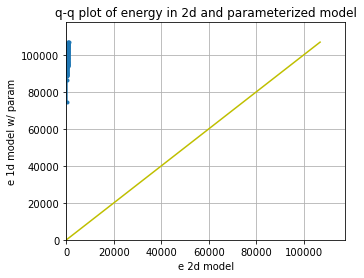 q-q plot of energy in 2d and parameterized model
100000
80000
60000
40000
20000
0
e 1d model w/ param
0 20000 40000 60000 80000 100000
e 2d model